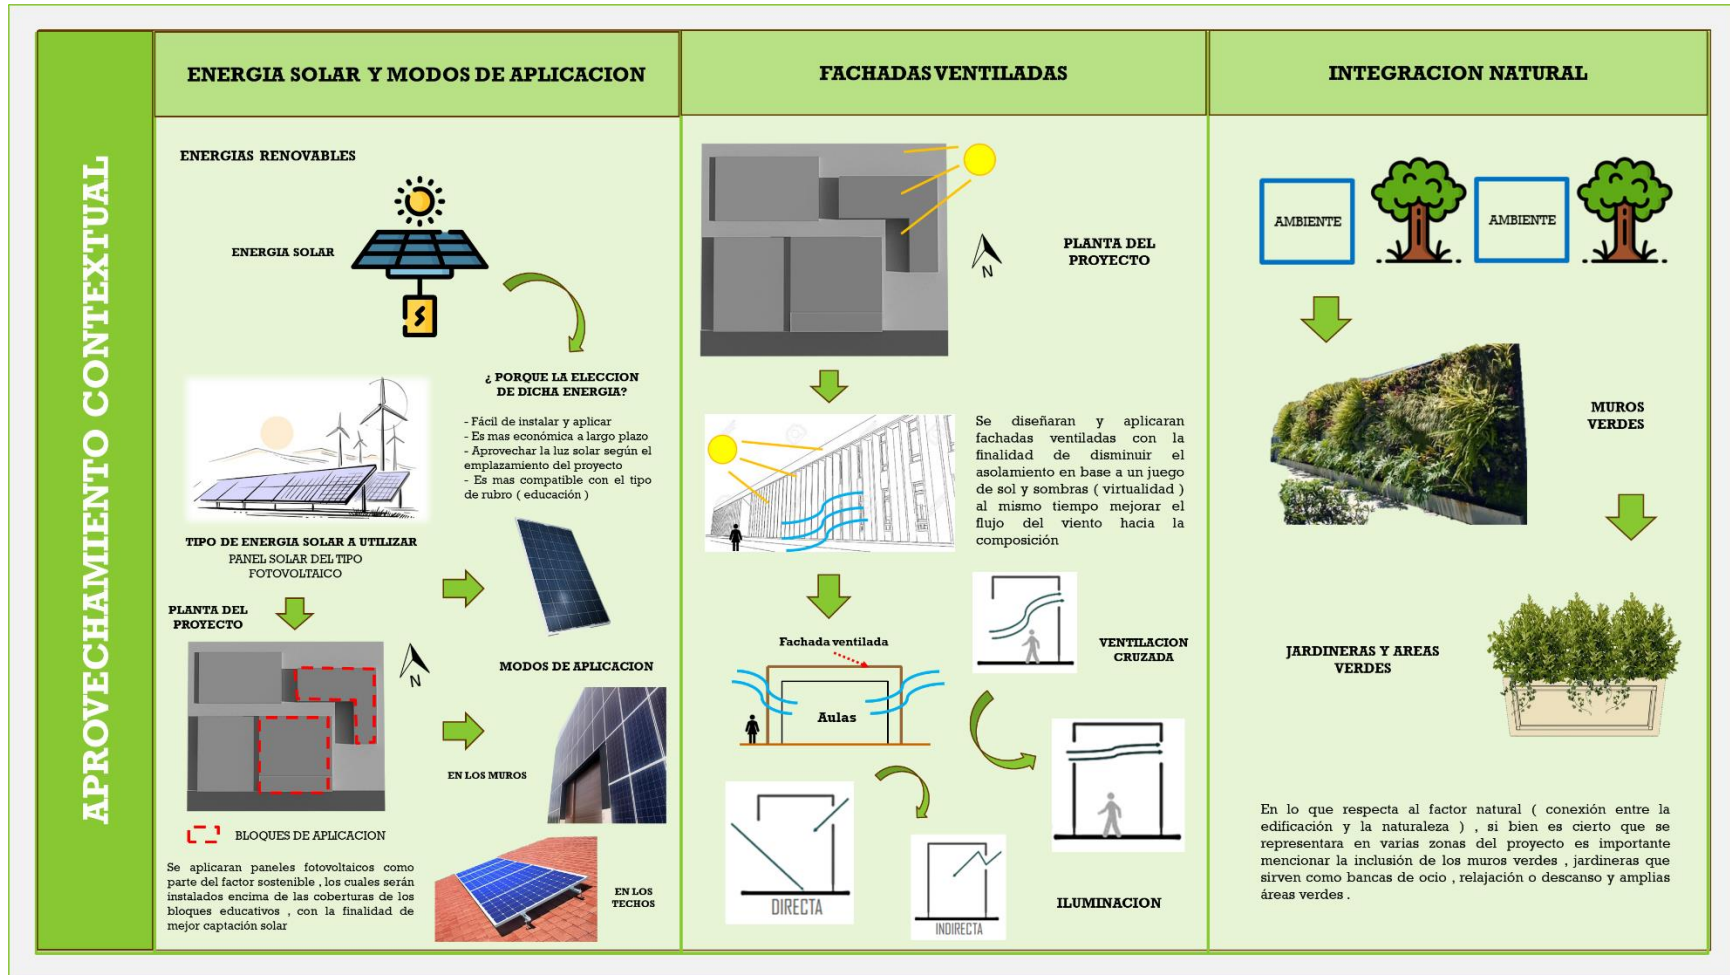 APROVECHAMIENTO CONTEXTUAL
ENERGIA SOLAR Y MODOS DE APLICACION
ENERGIAS RENOVABLES
ENERGIA SOLAR
¿ PORQUE LA ELECCION
DE DICHA ENERGIA?
- Fácil de instalar y aplicar
- Es mas económica a largo plazo
- Aprovechar la luz solar según el
emplazamiento del proyecto
- Es mas compatible con el tipo
de rubro ( educación )
TIPO DE ENERGIA SOLAR A UTILIZAR
PANEL SOLAR DEL TIPO
FOTOVOLTAICO
PLANTA DEL
PROYECTO
N
MODOS DE APLICACION
EN LOS MUROS
BLOQUES DE APLICACION
Se aplicaran paneles fotovoltaicos como
parte del factor sostenible , los cuales serán
instalados encima de las coberturas de los
bloques educativos , con la finalidad de
mejor captación solar
EN LOS
TECHOS
FACHADAS VENTILADAS
PLANTA DEL
PROYECTO
N
Se diseñaran y aplicaran
fachadas ventiladas con la
finalidad de disminuir el
asolamiento en base a un juego
de sol y sombras ( virtualidad )
al mismo tiempo mejorar el
flujo del viento hacia la
composición
Fachada ventilada
Aulas
VENTILACION
CRUZADA
DIRECTA
INDIRECTA
ILUMINACION
INTEGRACION NATURAL
AMBIENTE
AMBIENTE
MUROS
VERDES
JARDINERAS Y AREAS
VERDES
En lo que respecta al factor natural ( conexión entre la
edificación y la naturaleza ) , si bien es cierto que se
representara en varias zonas del proyecto es importante
mencionar la inclusión de los muros verdes , jardineras que
sirven como bancas de ocio , relajación o descanso y amplias
áreas verdes .